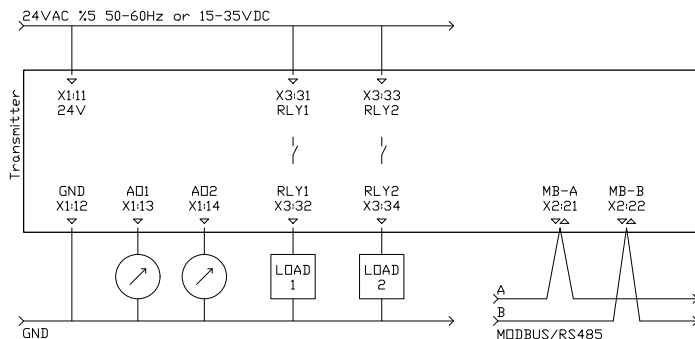 24VAC %5 50-60Hz or 15-35VDC
Transmitter
X1:11
24V
X3:31
RLY1
X3:33
RLY2
GND
X1:12
AO1
X1:13
AO2
X1:14
RLY1
X3:32
RLY2
X3:34
MB-A
X2:21
MB-B
X2:22
LOAD
1
LOAD
2
A
B
GND
MODBUS/RS485